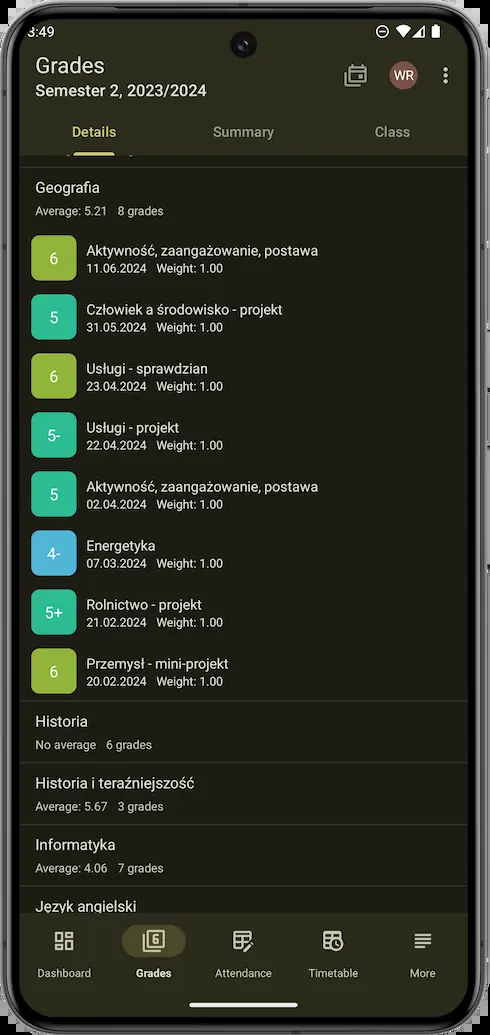 3:49
Grades
Semester 2, 2023/2024
WR
Details Summary Class
Geografia
Average: 5.21 8 grades
6
Aktywność, zaangażowanie, postawa
11.06.2024 Weight: 1.00
5
Człowiek a środowisko - projekt
31.05.2024 Weight: 1.00
6
Usługi - sprawdzian
23.04.2024 Weight: 1.00
5-
Usługi - projekt
22.04.2024 Weight: 1.00
5
Aktywność, zaangażowanie, postawa
02.04.2024 Weight: 1.00
4-
Energetyka
07.03.2024 Weight: 1.00
5+
Rolnictwo - projekt
21.02.2024 Weight: 1.00
6
Przemysł - mini-projekt
20.02.2024 Weight: 1.00
Historia
No average 6 grades
Historia i teraźniejszość
Average: 5.67 3 grades
Informatyka
Average: 4.06 7 grades
Język angielski
6
Dashboard Grades Attendance Timetable More